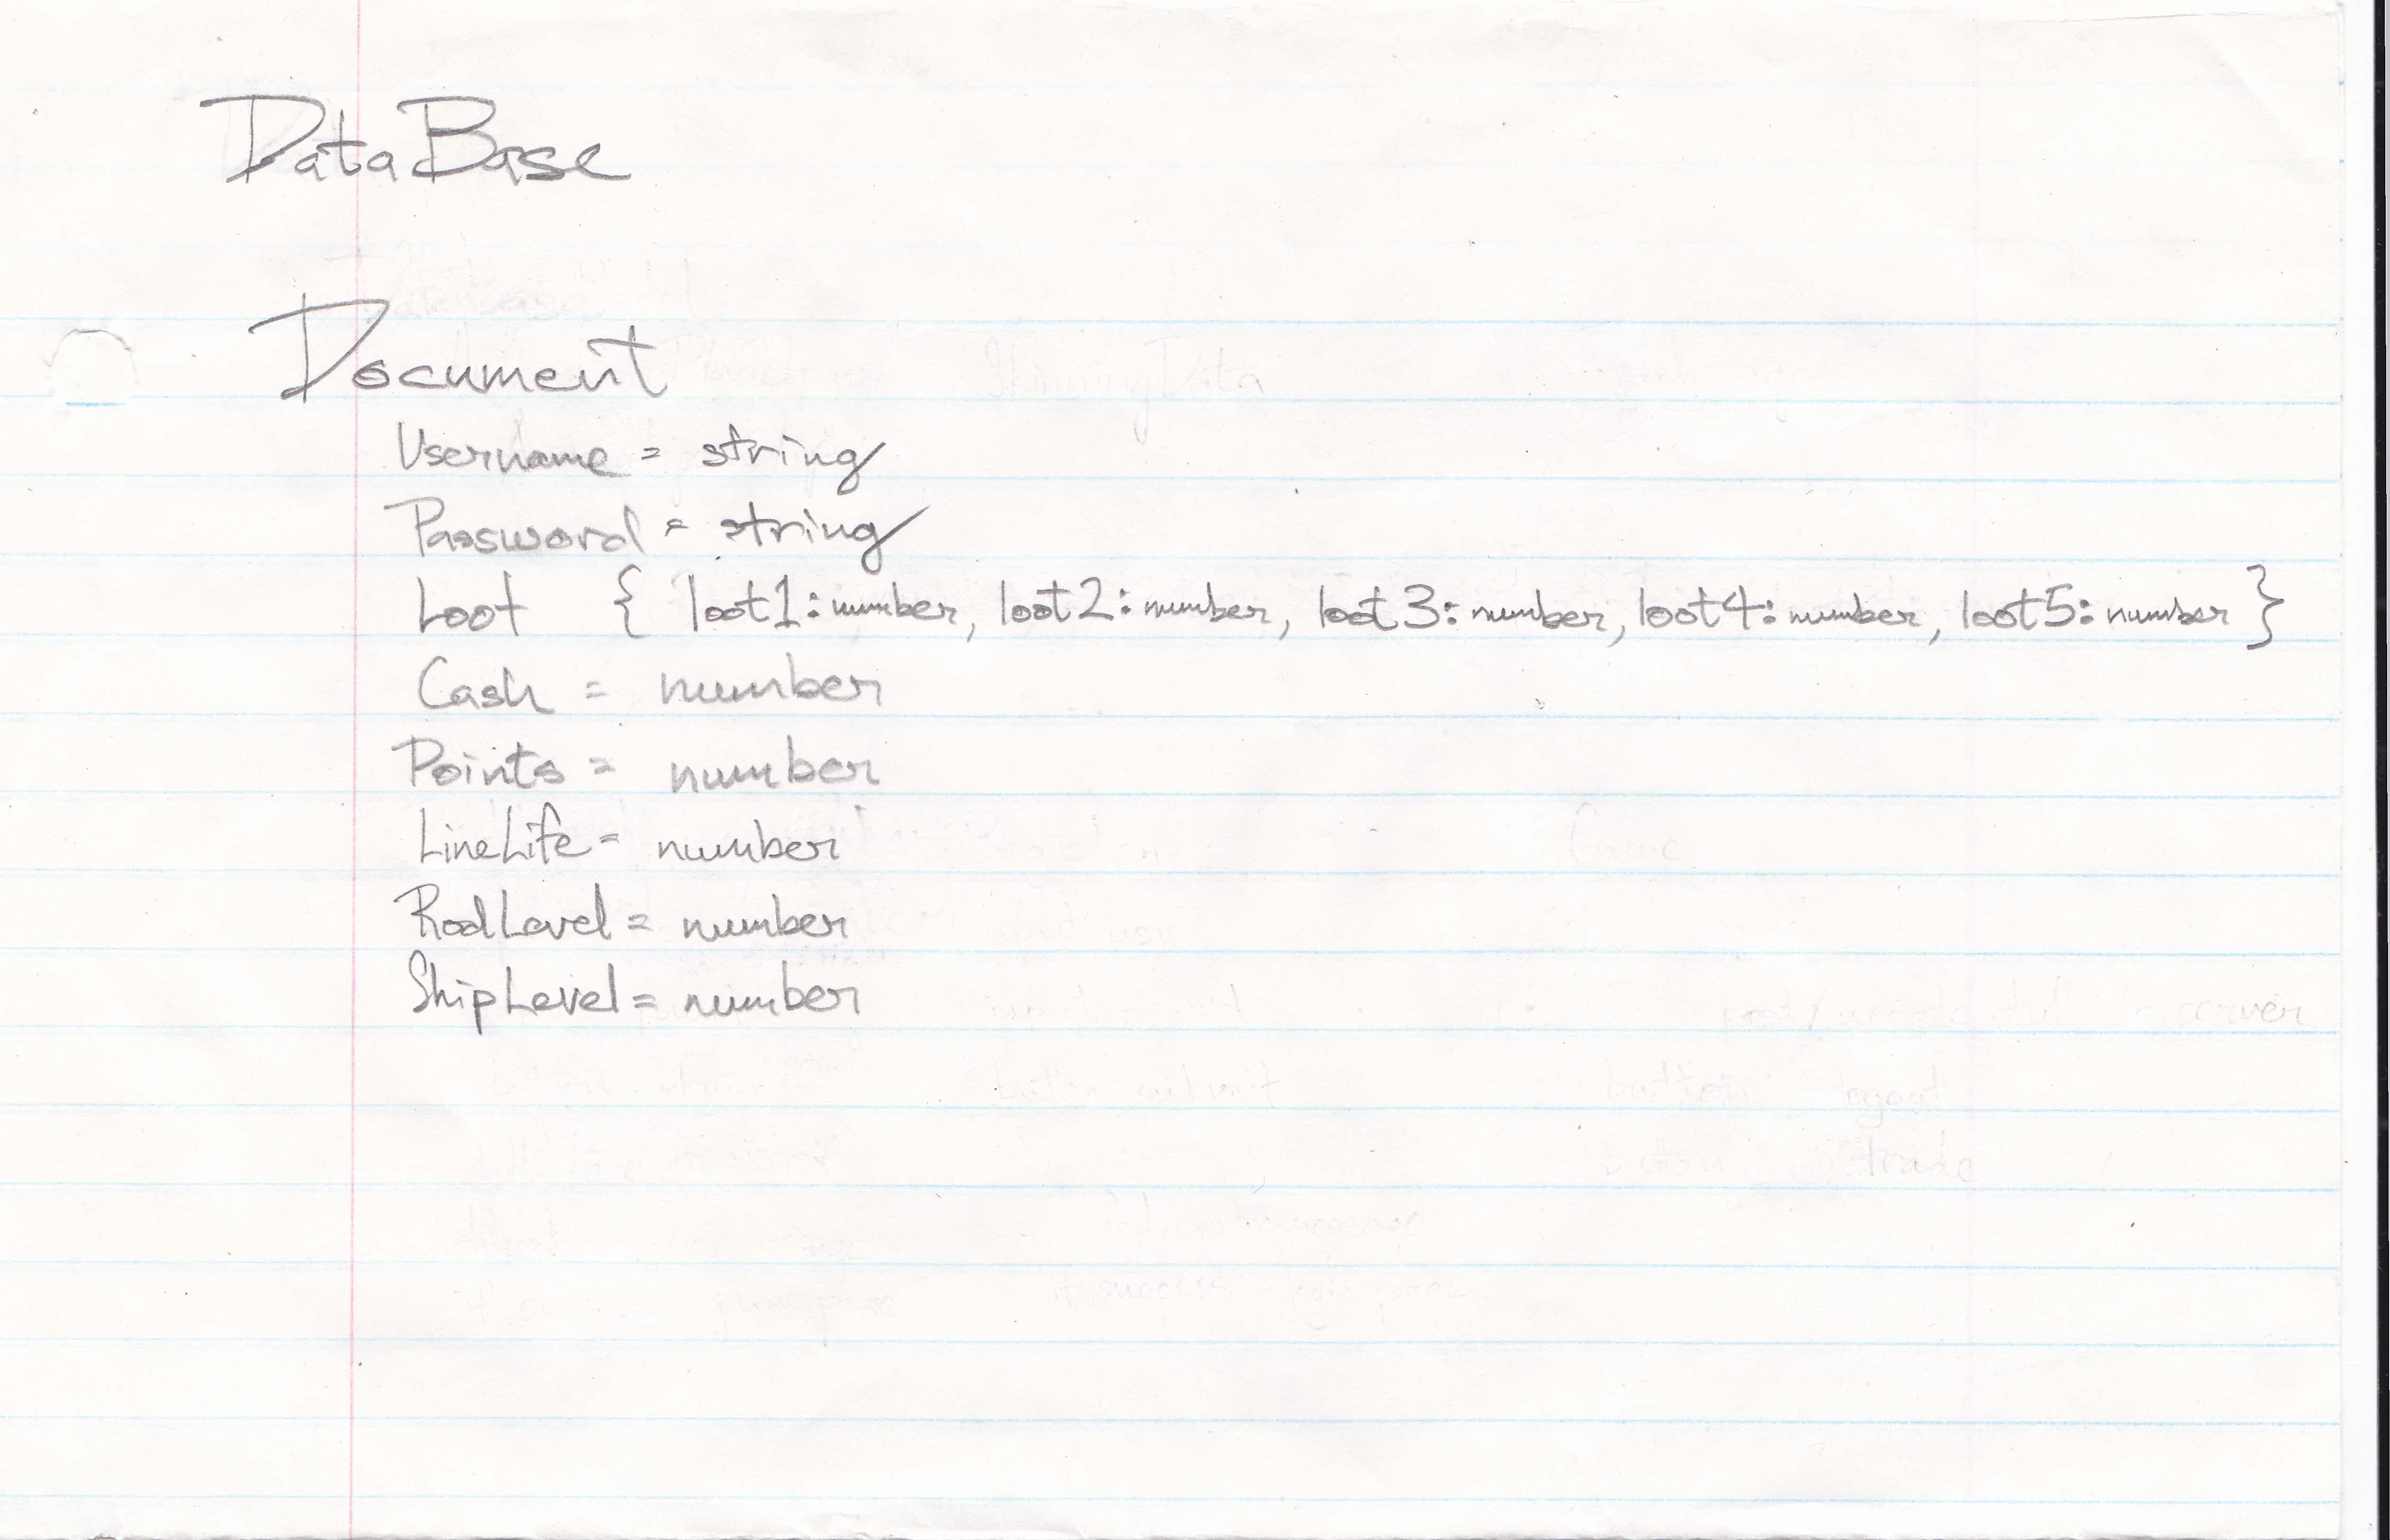 DataBase
Document
Username = string
Password = string
Loot { loot1: number, loot2: number, loot3: number, loot4: number, loot5: number }
Cash = number
Points = number
LineLife = number
RodLevel = number
ShipLevel = number